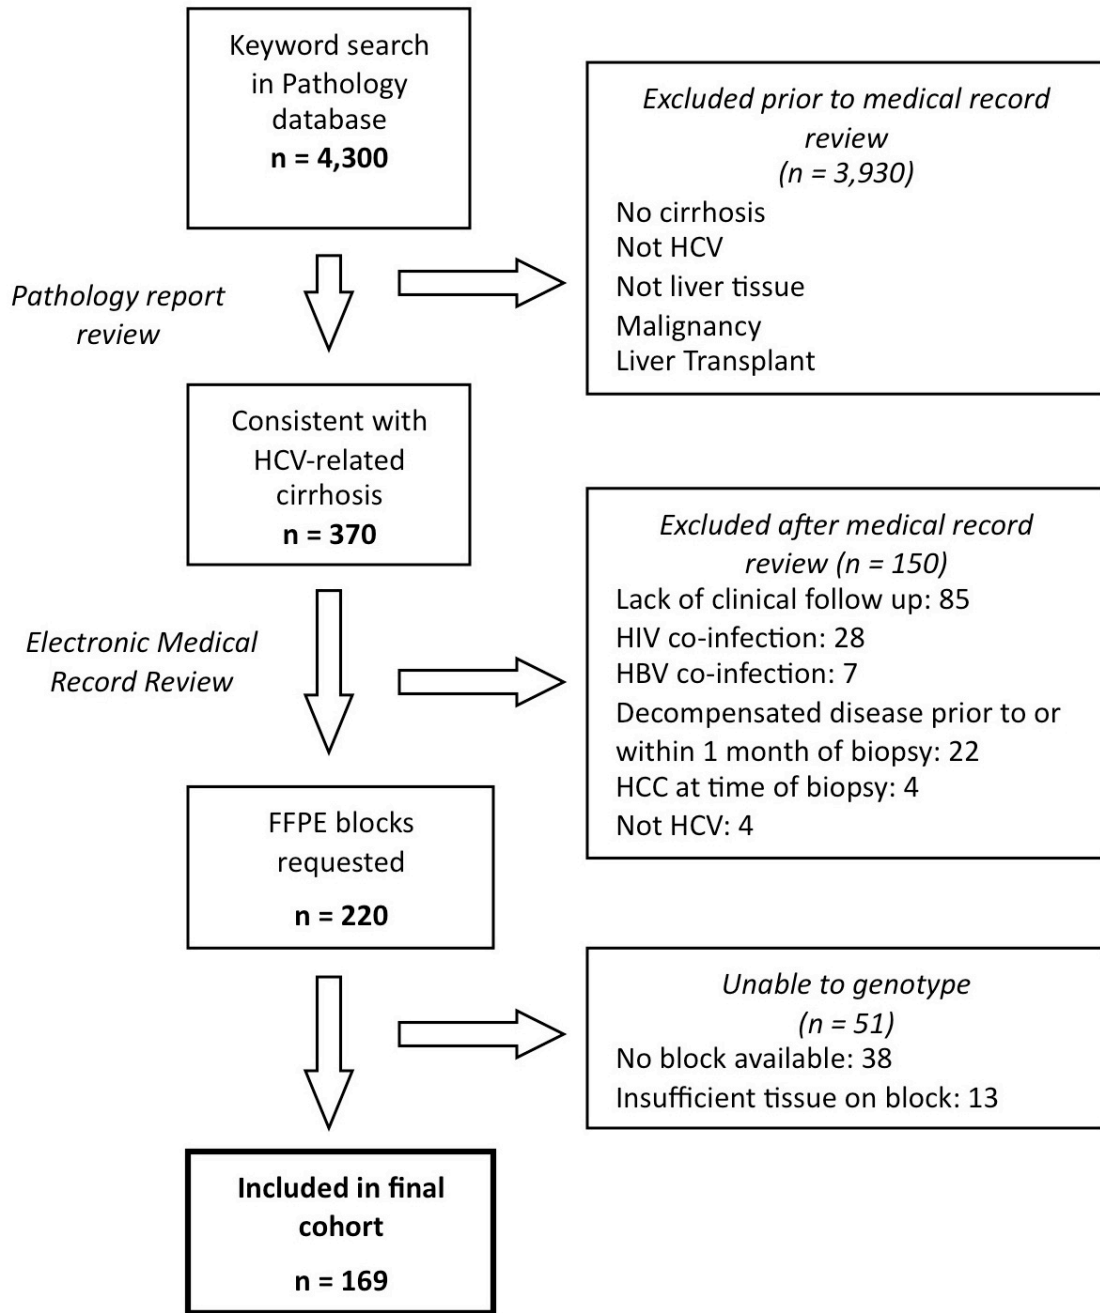 Keyword search
in Pathology
database
n = 4,300
Excluded prior to medical record
review
(n = 3,930)
No cirrhosis
Not HCV
Not liver tissue
Malignancy
Liver Transplant
Pathology report
review
Consistent with
HCV-related
cirrhosis
n = 370
Excluded after medical record
review (n = 150)
Lack of clinical follow up: 85
HIV co-infection: 28
HBV co-infection: 7
Decompensated disease prior to or
within 1 month of biopsy: 22
HCC at time of biopsy: 4
Not HCV: 4
Electronic Medical
Record Review
FFPE blocks
requested
n = 220
Unable to genotype
(n = 51)
No block available: 38
Insufficient tissue on block: 13
Included in final
cohort
n = 169